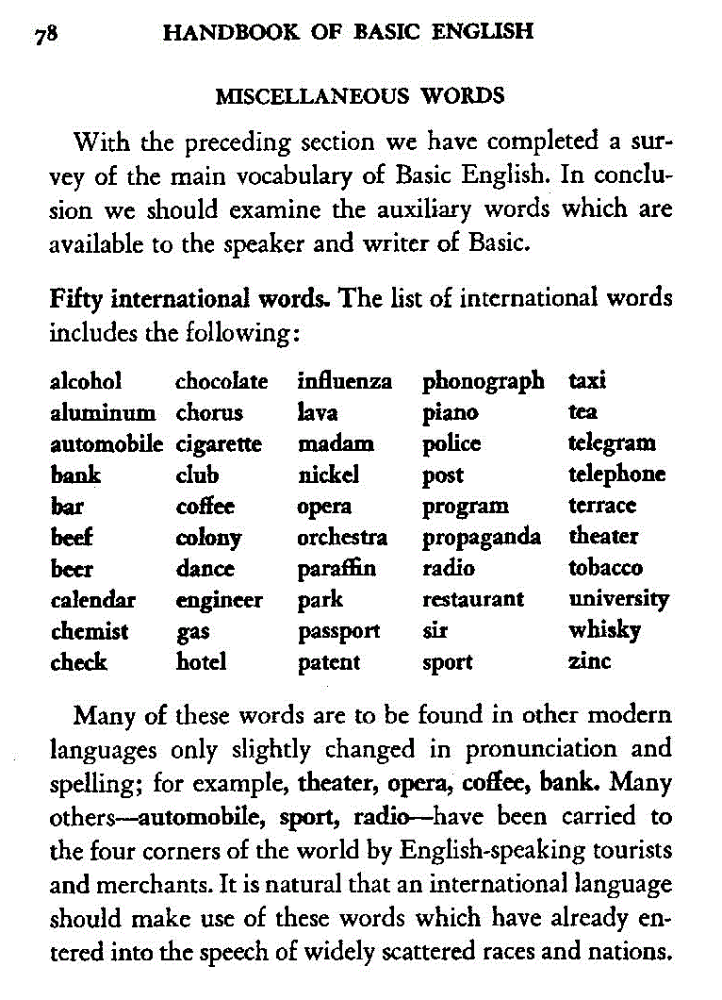 78 HANDBOOK OF BASIC ENGLISH
MISCELLANEOUS WORDS
With the preceding section we have completed a sur-
vey of the main vocabulary of Basic English. In conclu-
sion we should examine the auxiliary words which are
available to the speaker and writer of Basic.
Fifty international words. The list of international words
includes the following:
alcohol chocolate influenza phonograph taxi
aluminum chorus lava piano tea
automobile cigarette madam police telegram
bank club nickel post telephone
bar coffee opera program terrace
beef colony orchestra propaganda theater
beer dance paraffin radio tobacco
calendar engineer park restaurant university
chemist gas passport sir whisky
check hotel patent sport zinc
Many of these words are to be found in other modern
languages only slightly changed in pronunciation and
spelling; for example, theater, opera, coffee, bank. Many
others—automobile, sport, radio—have been carried to
the four corners of the world by English-speaking tourists
and merchants. It is natural that an international language
should make use of these words which have already en-
tered into the speech of widely scattered races and nations.